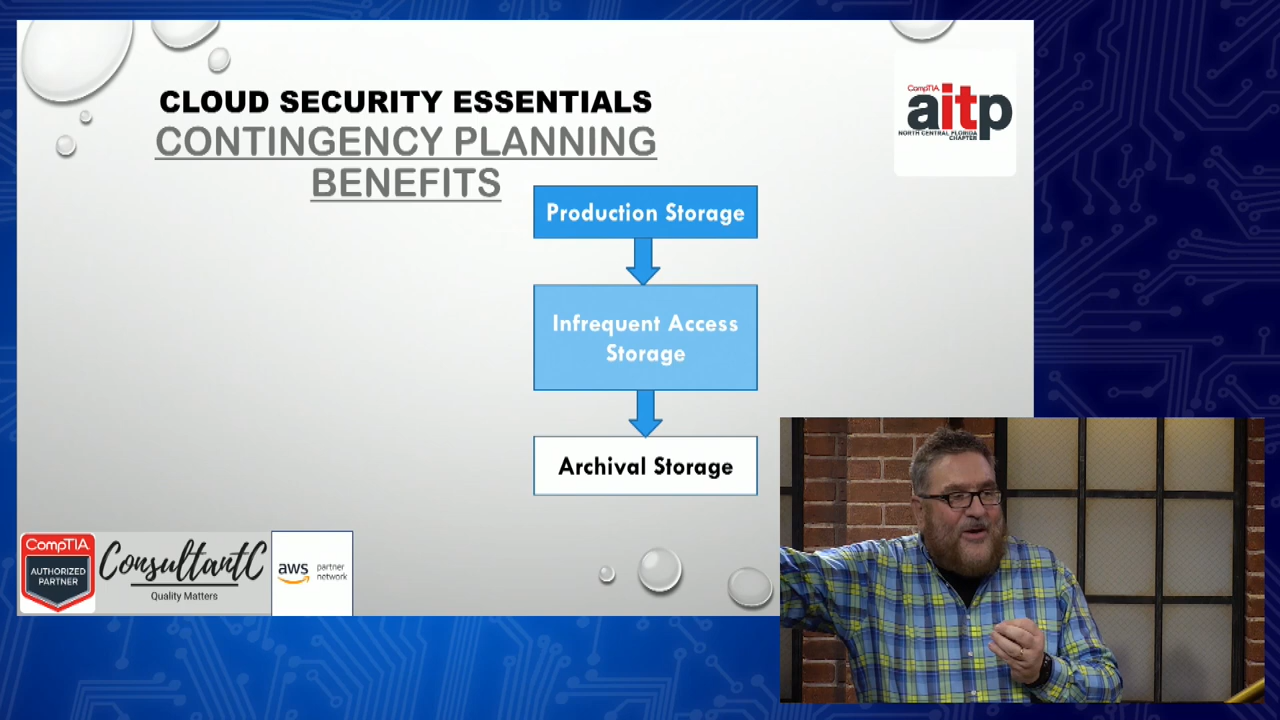 CLOUD SECURITY ESSENTIALS
CONTINGENCY PLANNING
BENEFITS
CompTIA
aitp
NORTH CENTRAL FLORIDA
CHAPTER
Production Storage
Infrequent Access
Storage
Archival Storage
CompTIA
AUTHORIZED
PARTNER
ConsultantC
Quality Matters
aws
partner
network